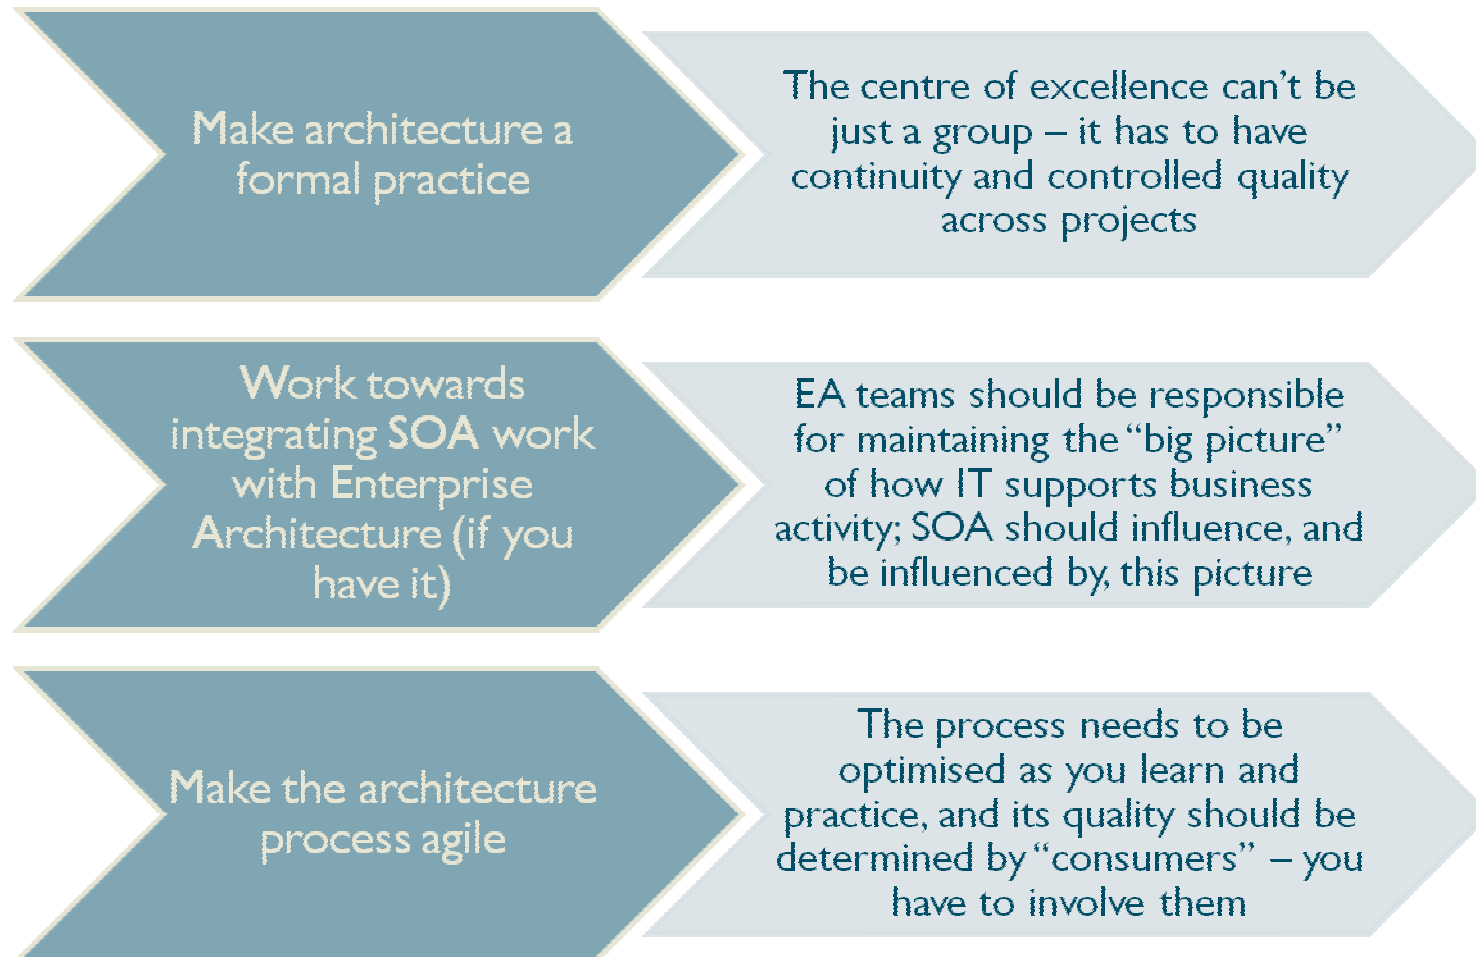 Make architecture a
formal practice
The centre of excellence can’t be
just a group – it has to have
continuity and controlled quality
across projects
Work towards
integrating SOA work
with Enterprise
Architecture (if you
have it)
EA teams should be responsible
for maintaining the “big picture”
of how IT supports business
activity; SOA should influence, and
be influenced by, this picture
Make the architecture
process agile
The process needs to be
optimised as you learn and
practice, and its quality should be
determined by “consumers” – you
have to involve them